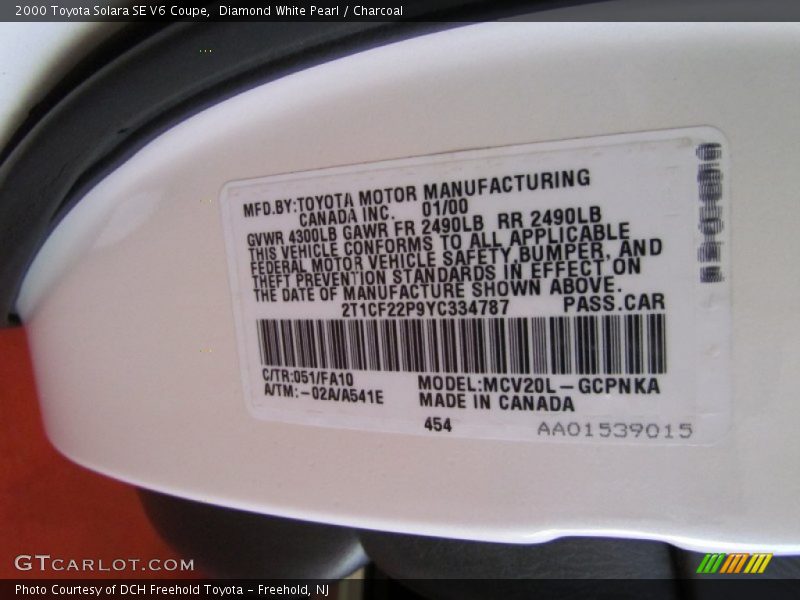 2000 Toyota Solara SE V6 Coupe,  Diamond White Pearl / Charcoal
MFD.BY:TOYOTA MOTOR MANUFACTURING
CANADA INC. 01/00
GVWR 4300LB GAWR FR 2490LB RR 2490LB
THIS VEHICLE CONFORMS TO ALL APPLICABLE
FEDERAL MOTOR VEHICLE SAFETY,BUMPER, AND
THEFT PREVENTION STANDARDS IN EFFECT ON
THE DATE OF MANUFACTURE SHOWN ABOVE.
2T1CF22P9YC334787 PASS.CAR
C/TR:051/FA10 MODEL:MCV20L-GCPNKA
A/TM:-02A/A541E MADE IN CANADA
454 AA01539015
GTCARLOT.COM
Photo Courtesy of DCH Freehold Toyota - Freehold, NJ